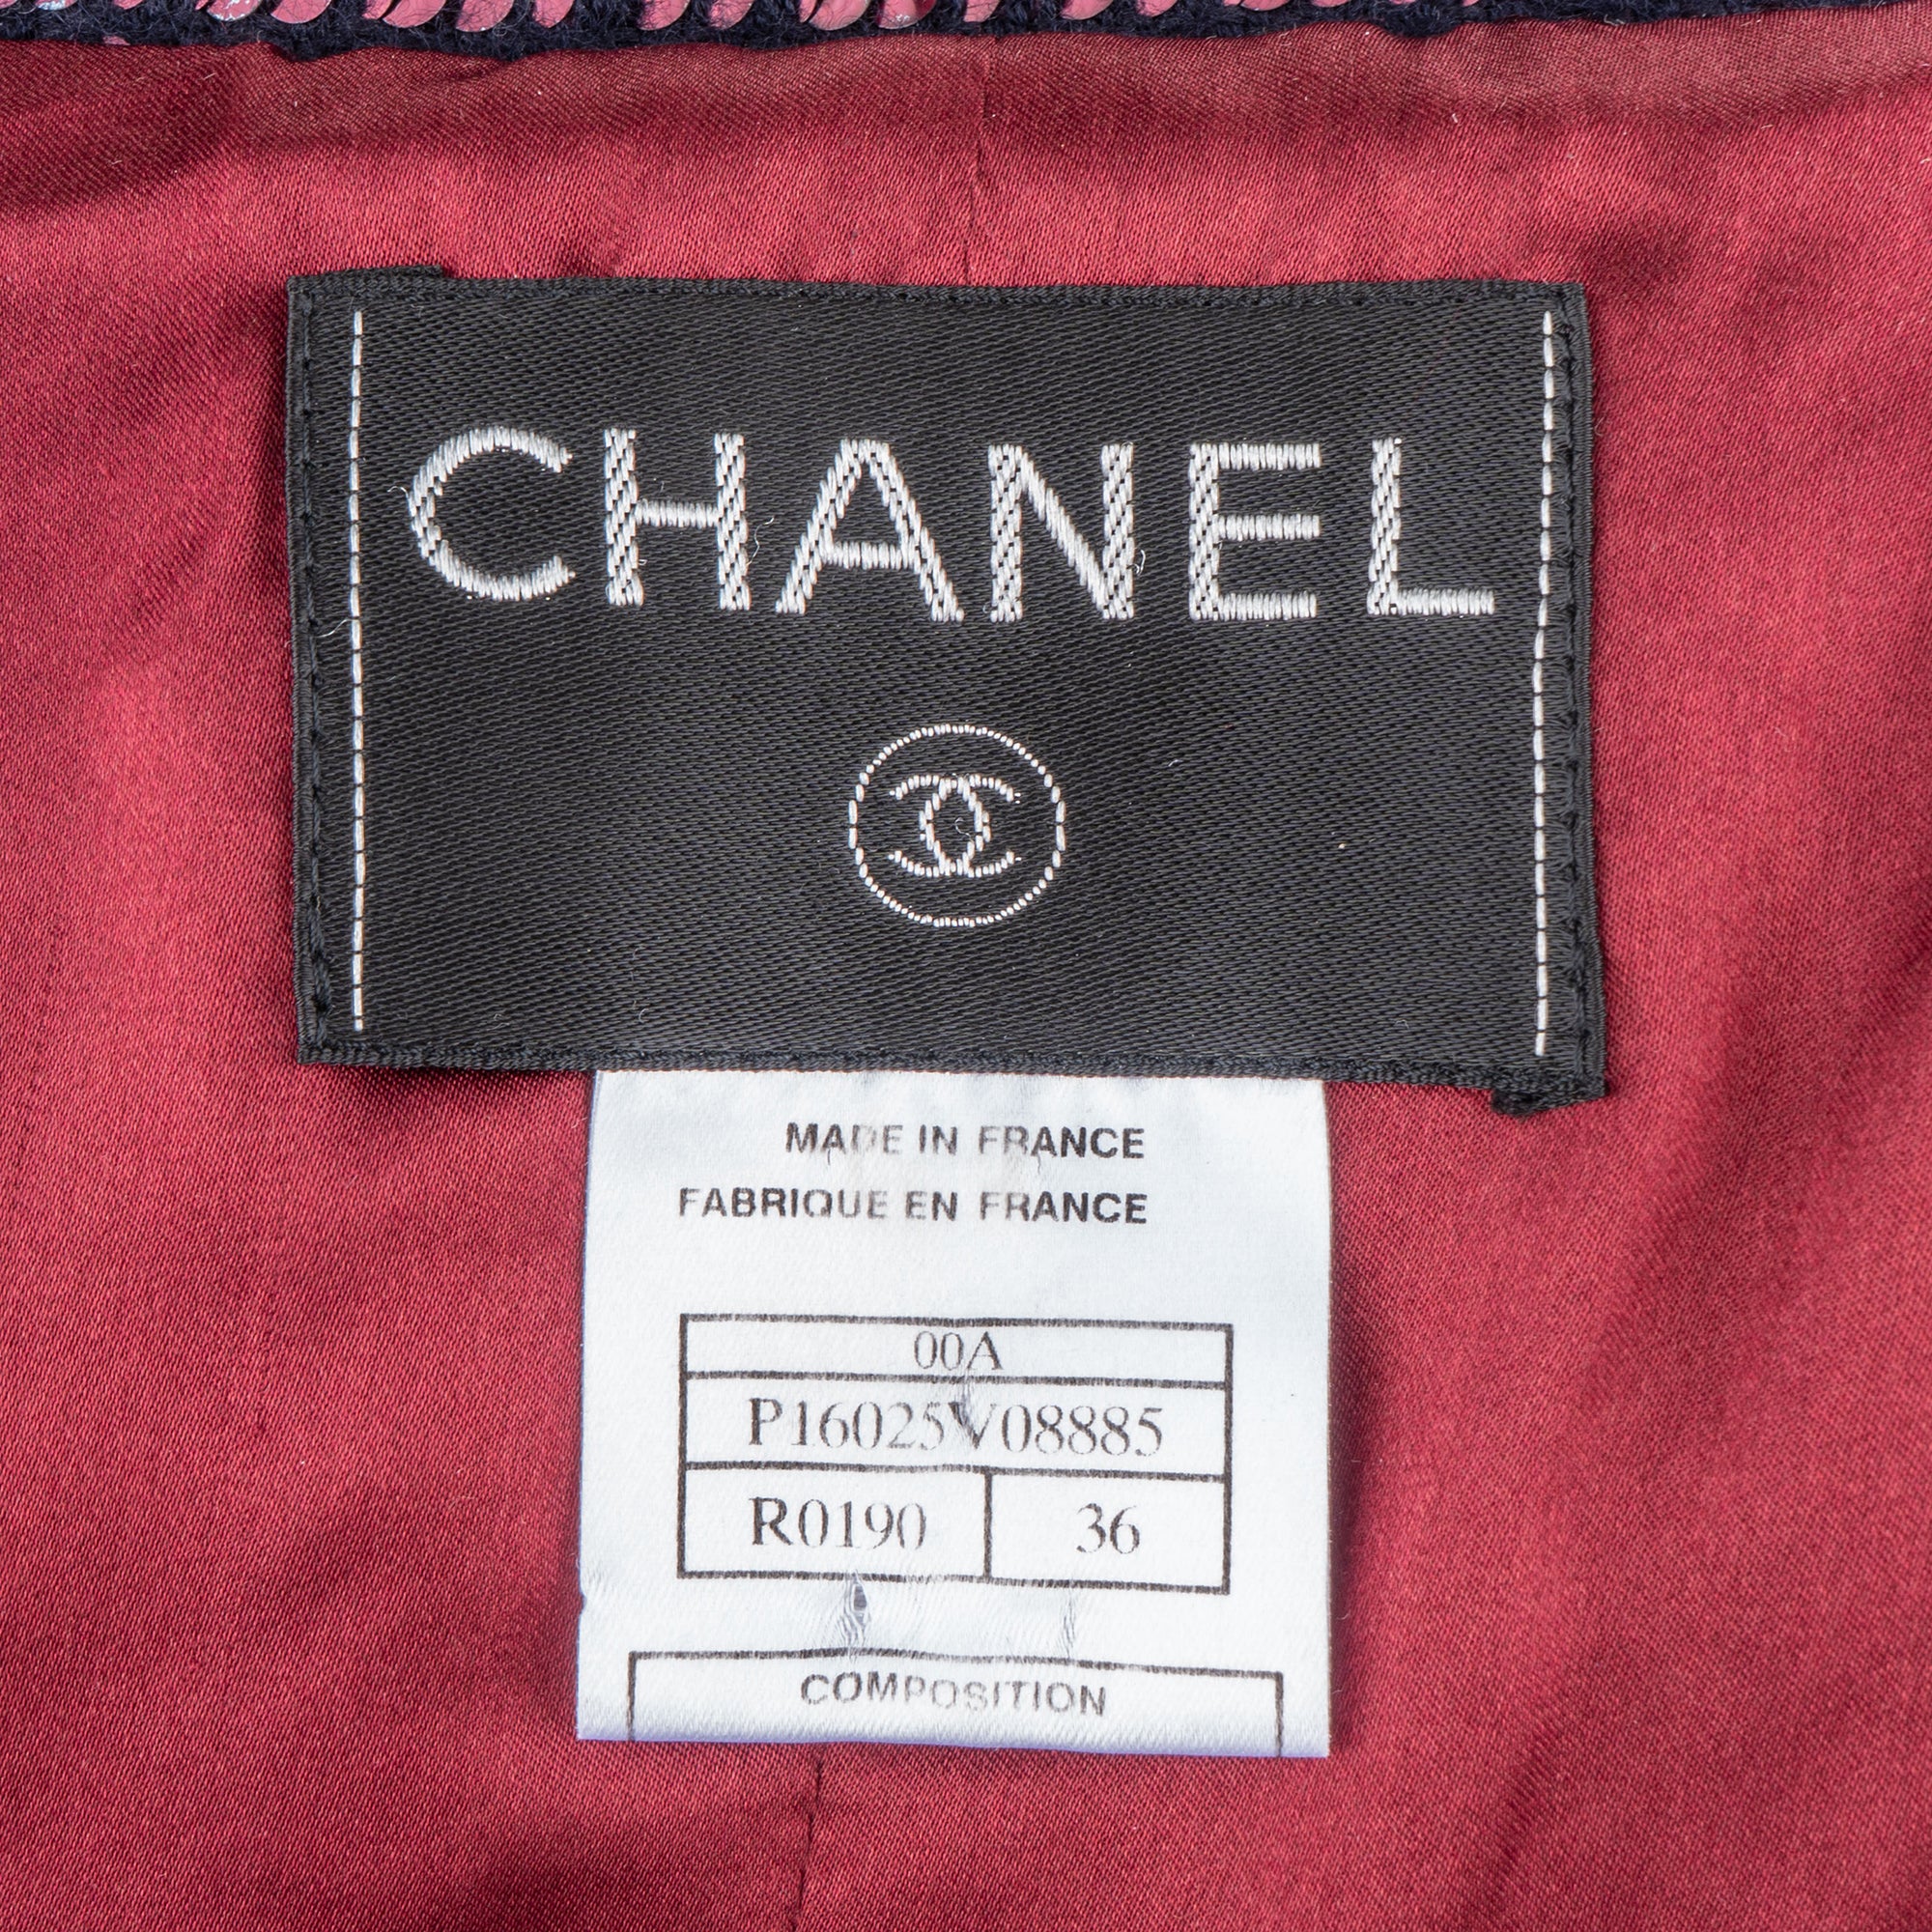 CHANEL
MADE IN FRANCE
FABRIQUE EN FRANCE
00A
P16025V08885
R0190 36
COMPOSITION